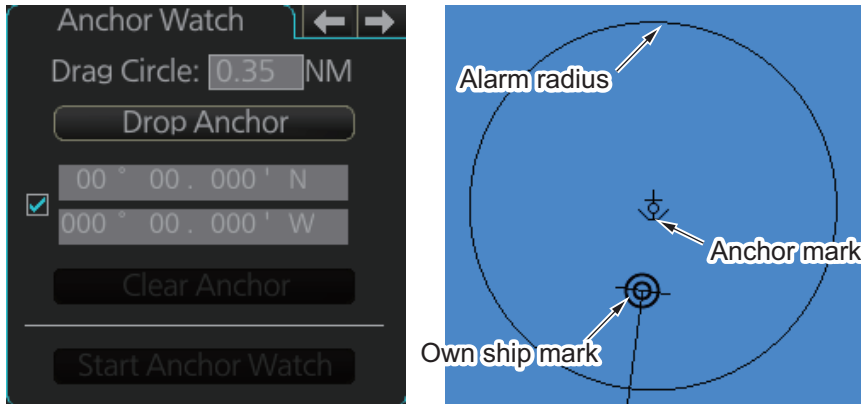 Anchor Watch
Drag Circle: 0.35 NM
Drop Anchor
00 ° 00 . 000 ' N
000 ° 00 . 000 ' W
Clear Anchor
Start Anchor Watch
Alarm radius
Anchor mark
Own ship mark